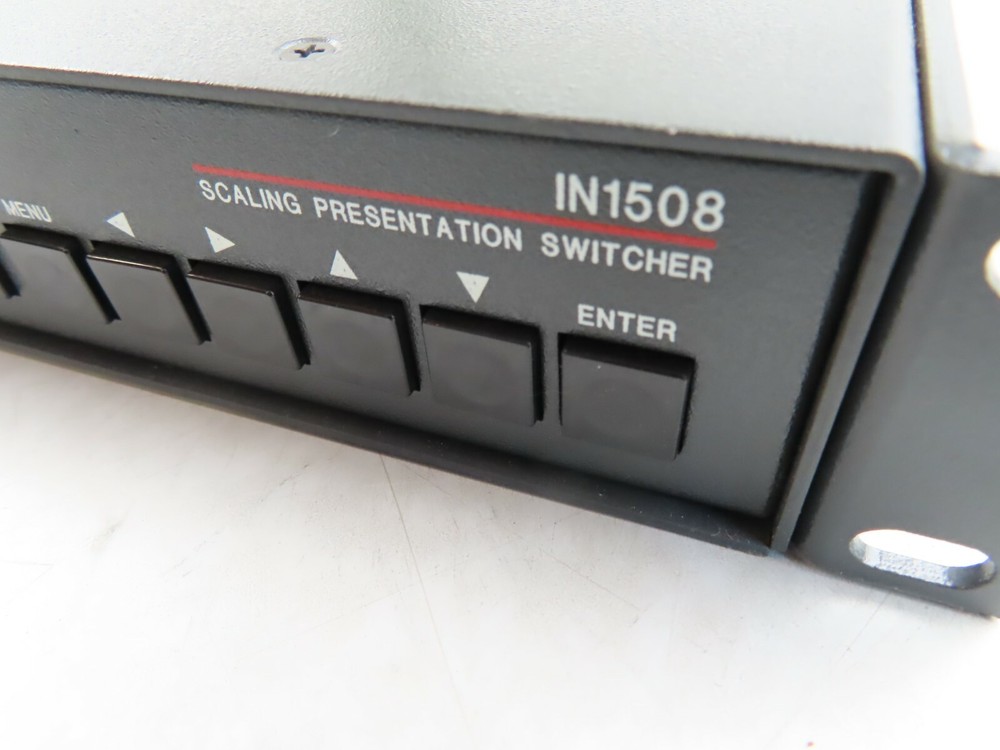 IN1508
SCALING PRESENTATION SWITCHER
MENU ◀ ▶ ▲ ▼ ENTER